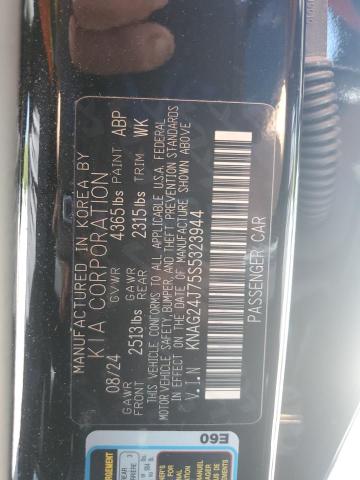 MANUFACTURED IN KOREA BY
KIA CORPORATION
08/24 GVWR 4365lbs PAINT ABP
GAWR FRONT 2513lbs GAWR REAR 2315lbs TRIM WK
THIS VEHICLE CONFORMS TO ALL APPLICABLE U.S.A. FEDERAL
MOTOR VEHICLE SAFETY, BUMPER, AND THEFT PREVENTION STANDARDS
IN EFFECT ON THE DATE OF MANUFACTURE SHOWN ABOVE
V.I.N KNAG24J75S5323944
PASSENGER CAR
E60